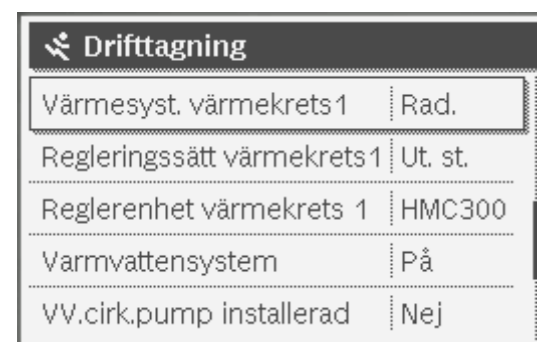 Drifttagning
Värmesyst. värmekrets1 Rad.
Regleringssätt värmekrets1 Ut. st.
Reglerenhet värmekrets 1 HMC300
Varmvattensystem På
VV.cirk.pump installerad Nej